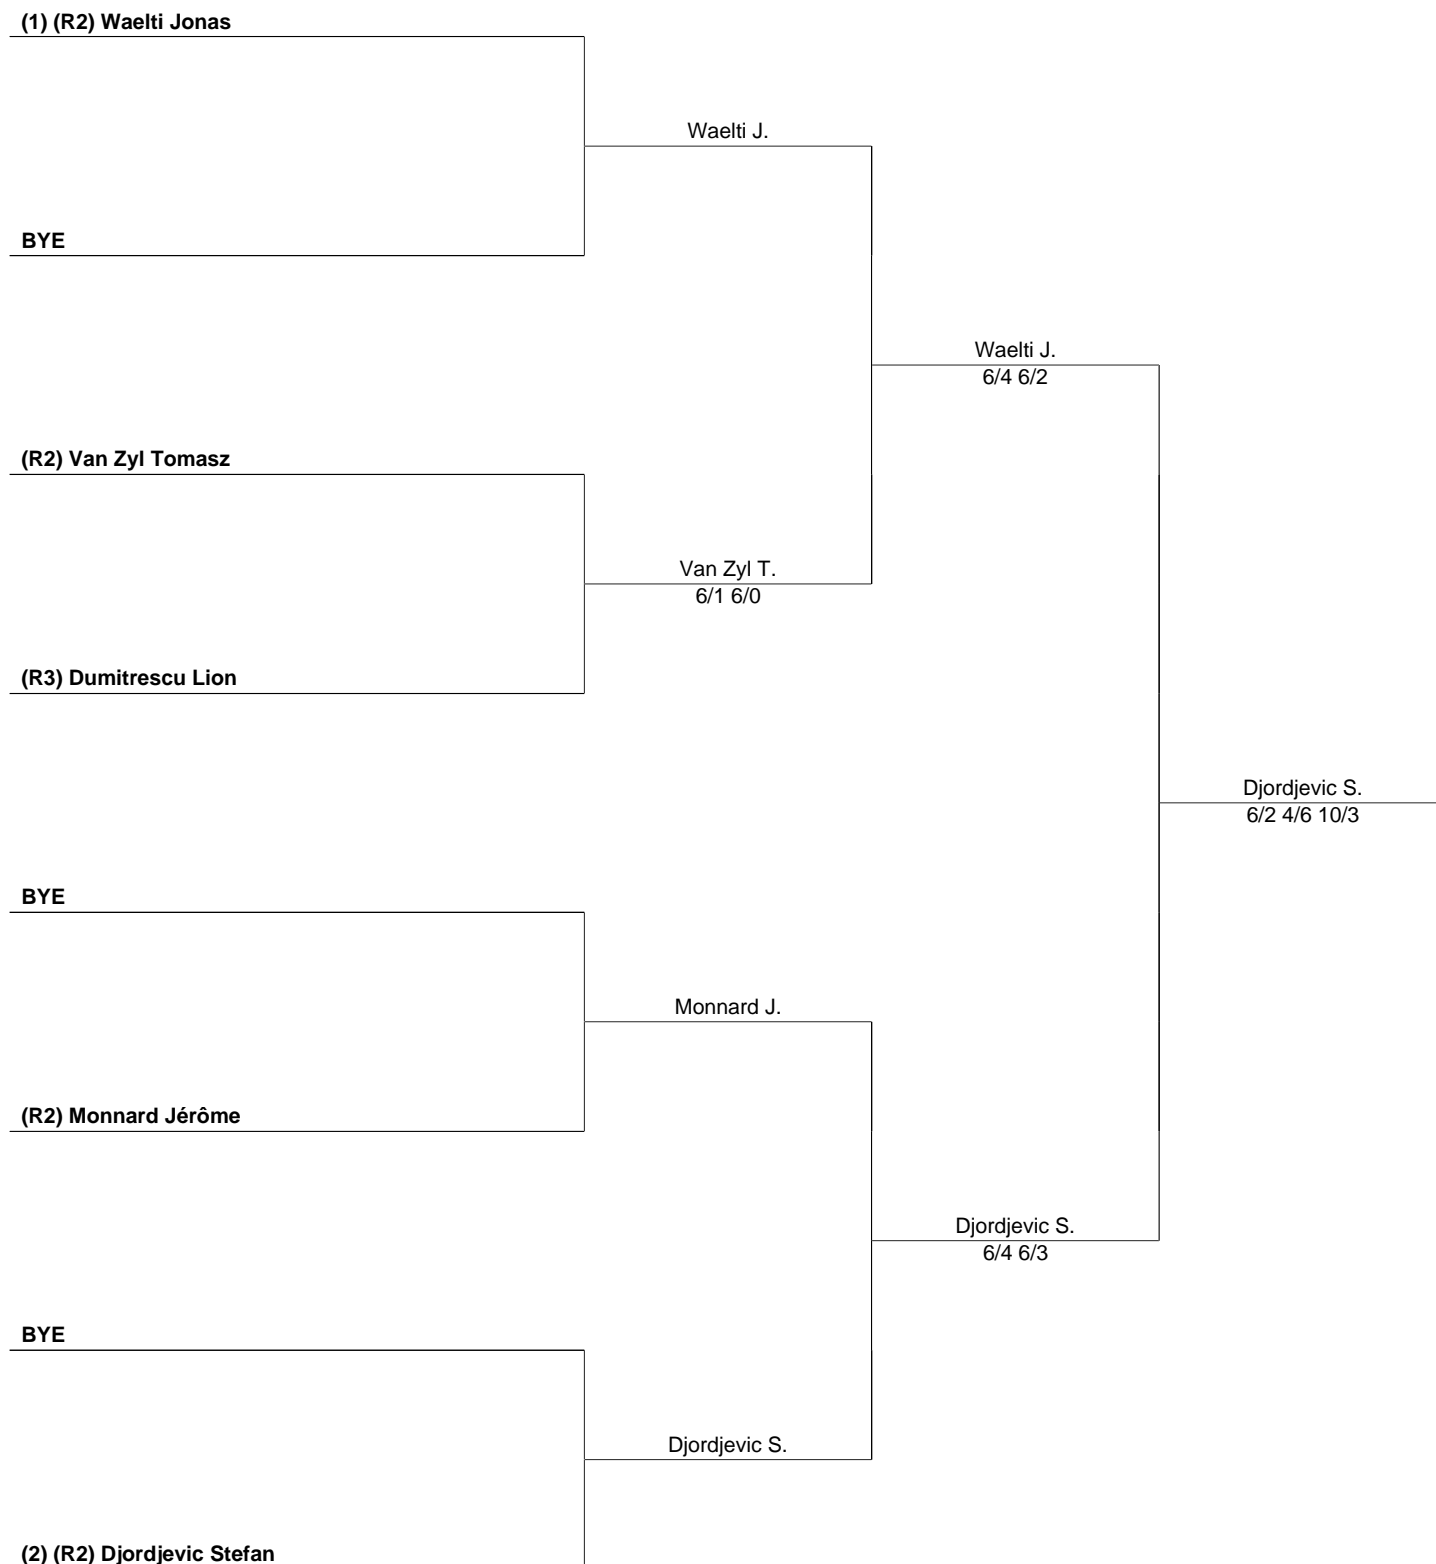 (1) (R2) Waelti Jonas
Waelti J.
BYE
Waelti J.
6/4 6/2
(R2) Van Zyl Tomasz
Van Zyl T.
6/1 6/0
(R3) Dumitrescu Lion
Djordjevic S.
6/2 4/6 10/3
BYE
Monnard J.
(R2) Monnard Jérôme
Djordjevic S.
6/4 6/3
BYE
Djordjevic S.
(2) (R2) Djordjevic Stefan